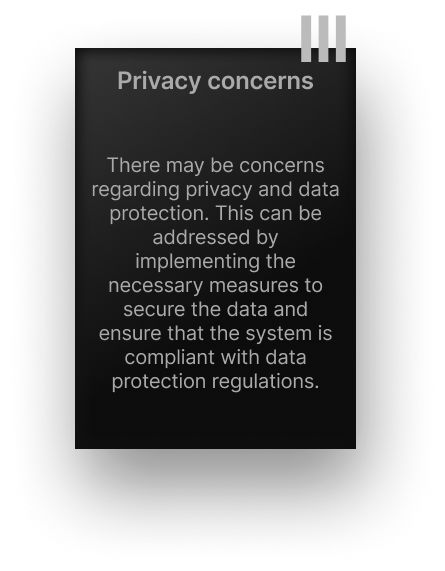 III
Privacy concerns
There may be concerns
regarding privacy and data
protection. This can be
addressed by
implementing the
necessary measures to
secure the data and
ensure that the system is
compliant with data
protection regulations.